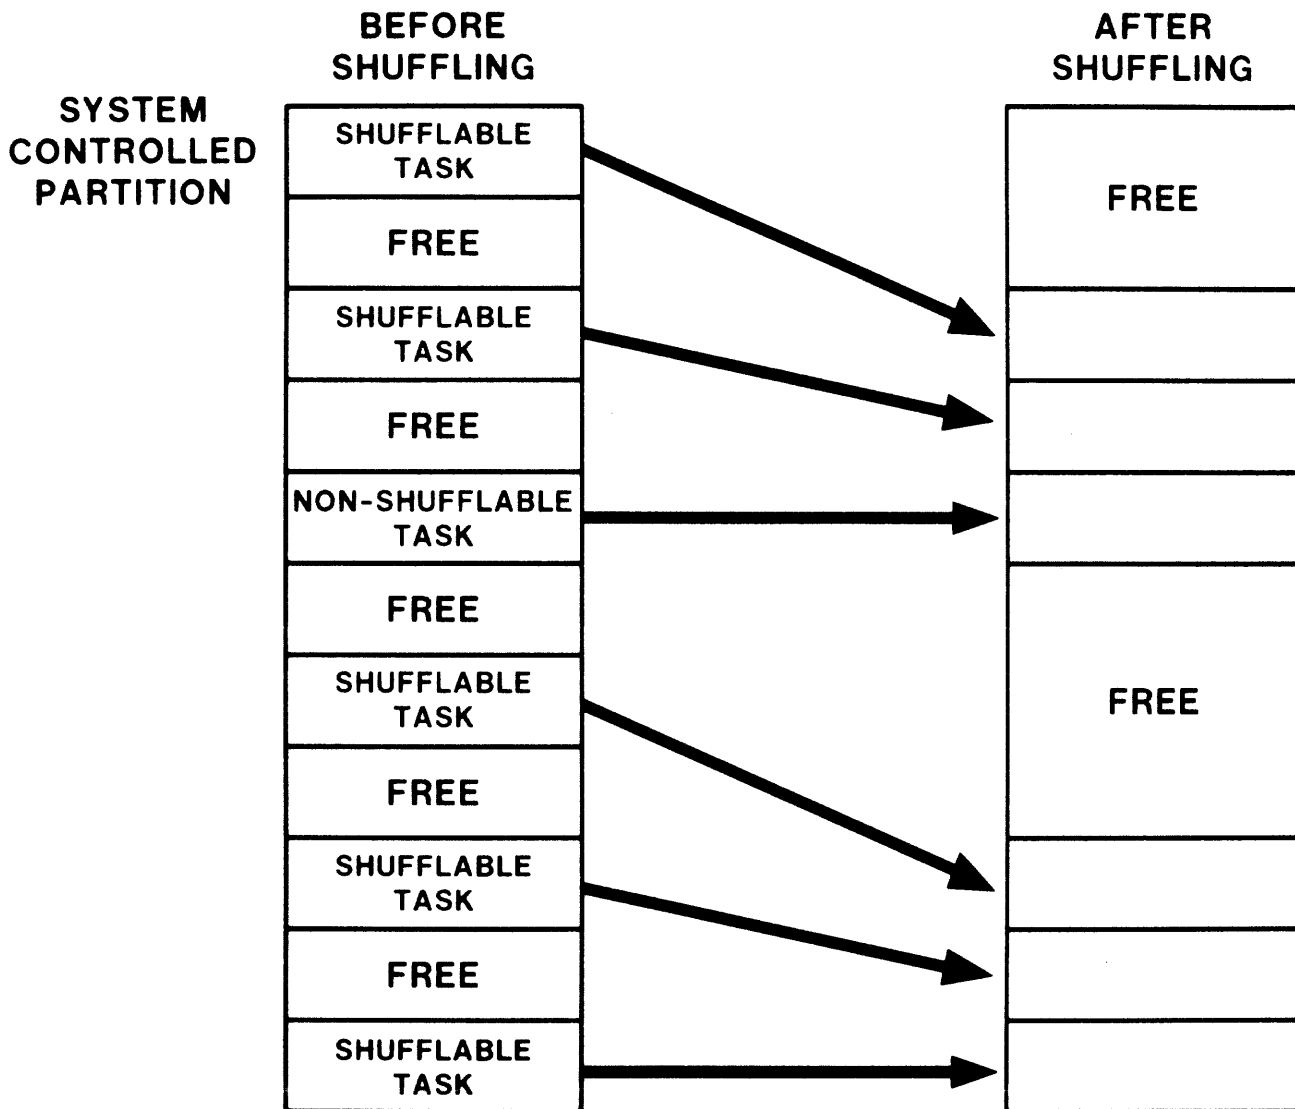 BEFORE
SHUFFLING
AFTER
SHUFFLING
SYSTEM
CONTROLLED
PARTITION
SHUFFLABLE
TASK
FREE
SHUFFLABLE
TASK
FREE
NON-SHUFFLABLE
TASK
FREE
SHUFFLABLE
TASK
FREE
SHUFFLABLE
TASK
FREE
SHUFFLABLE
TASK
FREE
FREE